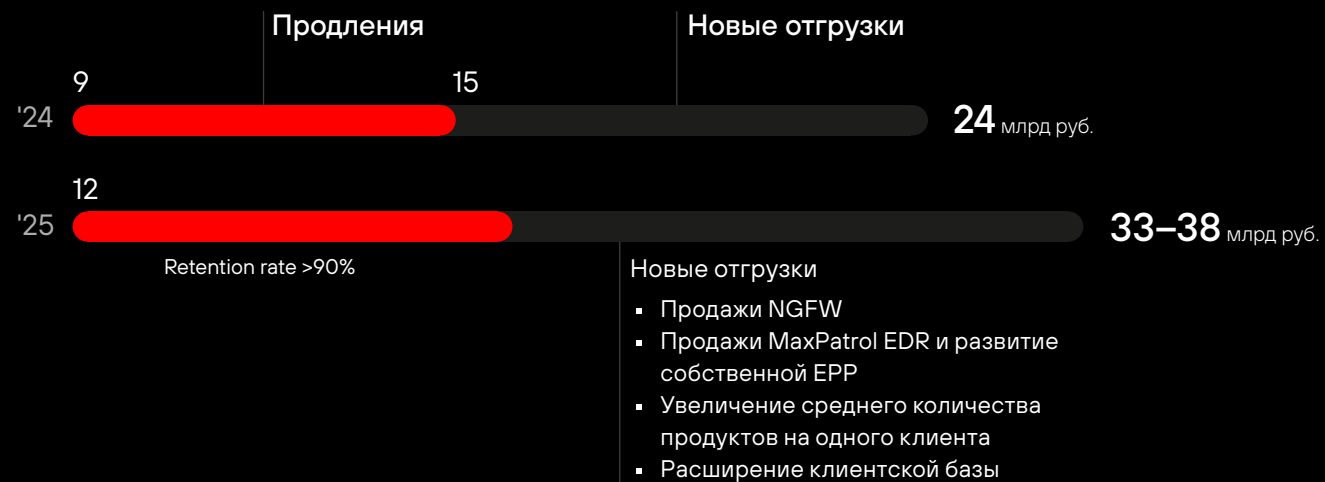 Продления
Новые отгрузки
9
15
'24
24 млрд руб.
12
'25
33–38 млрд руб.
Retention rate >90%
Новые отгрузки
▪ Продажи NGFW
▪ Продажи MaxPatrol EDR и развитие
собственной EPP
▪ Увеличение среднего количества
продуктов на одного клиента
▪ Расширение клиентской базы